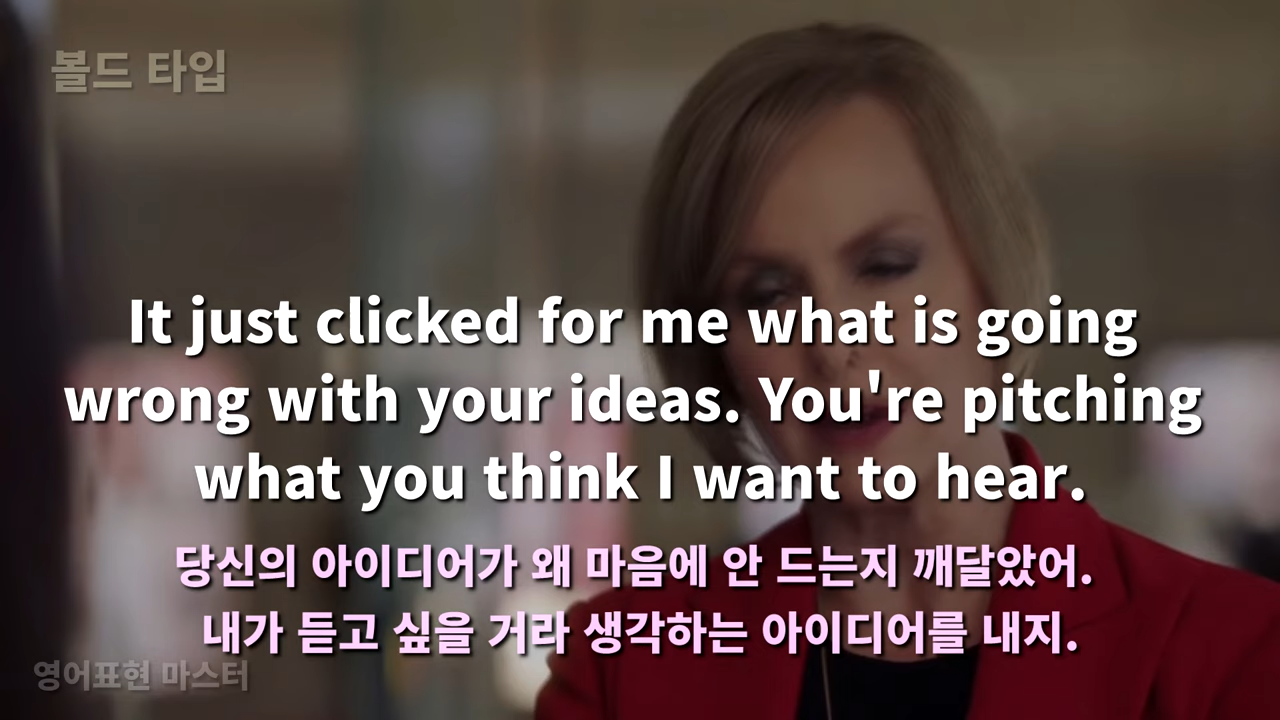 볼드 타입
It just clicked for me what is going
wrong with your ideas. You're pitching
what you think I want to hear.
당신의 아이디어가 왜 마음에 안 드는지 깨달았어.
내가 듣고 싶을 거라 생각하는 아이디어를 내지.
영어표현 마스터